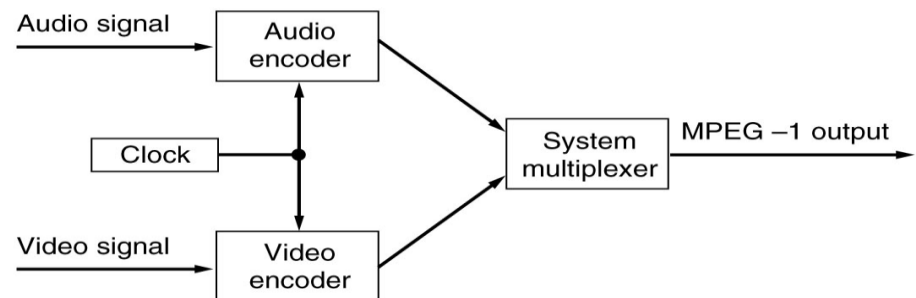 Audio signal
Audio
encoder
Clock
System
multiplexer
MPEG –1 output
Video signal
Video
encoder